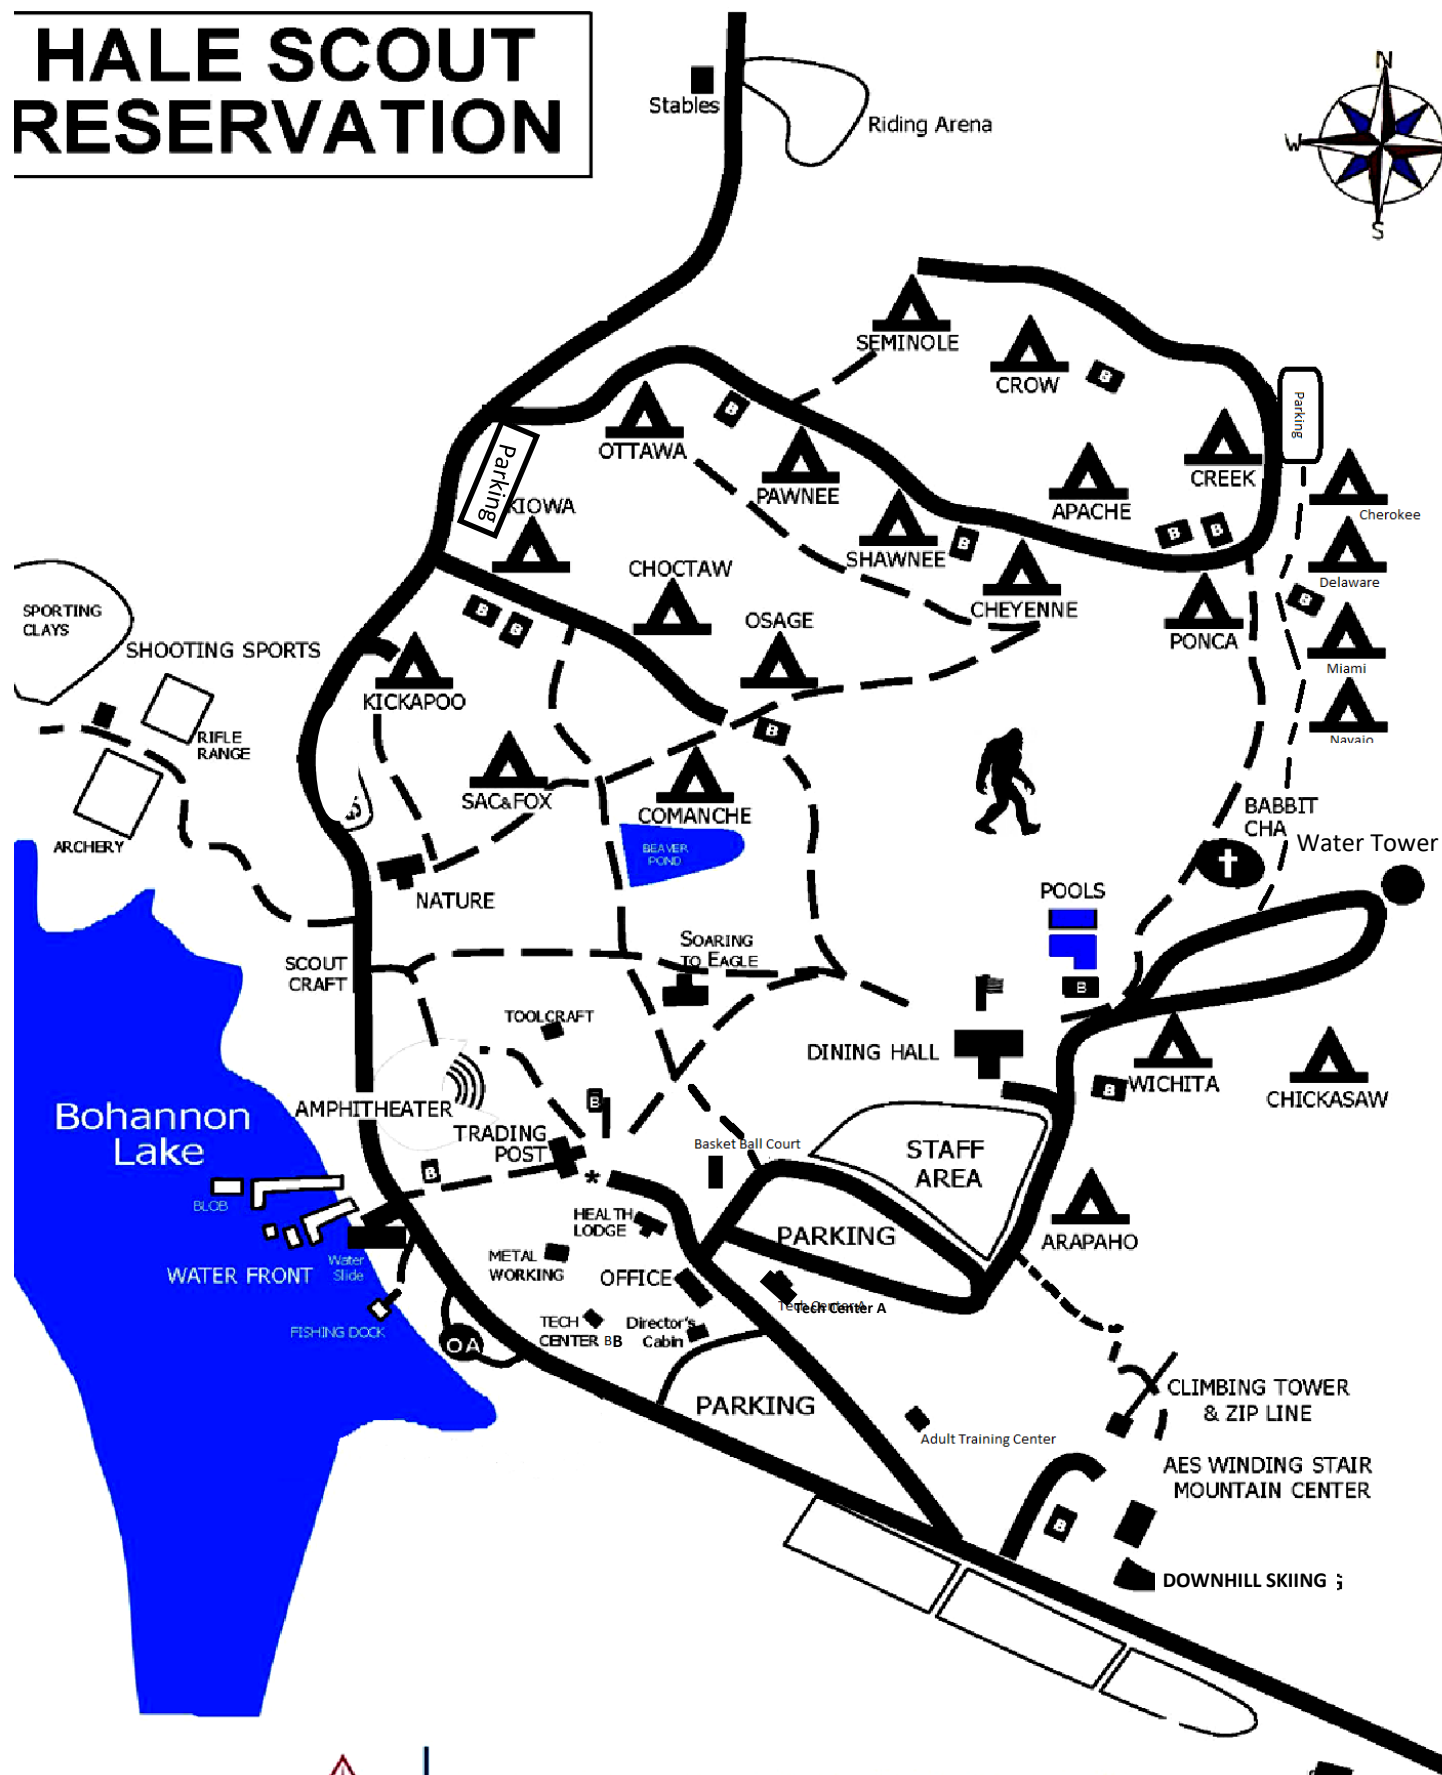 HALE SCOUT
RESERVATION
Stables
Riding Arena
N
W
S
SEMINOLE
CROW
B
Parking
OTTAWA
B
PAWNEE
CREEK
Parking
KIOWA
APACHE
Cherokee
SHAWNEE
B
B
B
CHOCTAW
Delaware
CHEYENNE
B
SPORTING
CLAYS
B
B
OSAGE
PONCA
SHOOTING SPORTS
Miami
KICKAPOO
B
RIFLE
RANGE
Navajo
SAC&FOX
COMANCHE
BABBIT
CHA
ARCHERY
BEAVER
POND
Water Tower
NATURE
POOLS
SOARING
TO EAGLE
SCOUT
CRAFT
B
TOOLCRAFT
DINING HALL
WICHITA
B
CHICKASAW
B
AMPHITHEATER
Bohannon
Lake
TRADING
POST
Basket Ball Court
STAFF
AREA
B
*
BLOB
HEALTH
LODGE
PARKING
ARAPAHO
METAL
WORKING
Water
Slide
WATER FRONT
OFFICE
Tech Center A
Tech Center A
FISHING DOCK
TECH
CENTER BB
Director's
Cabin
OA
PARKING
CLIMBING TOWER
& ZIP LINE
Adult Training Center
AES WINDING STAIR
MOUNTAIN CENTER
B
DOWNHILL SKIING